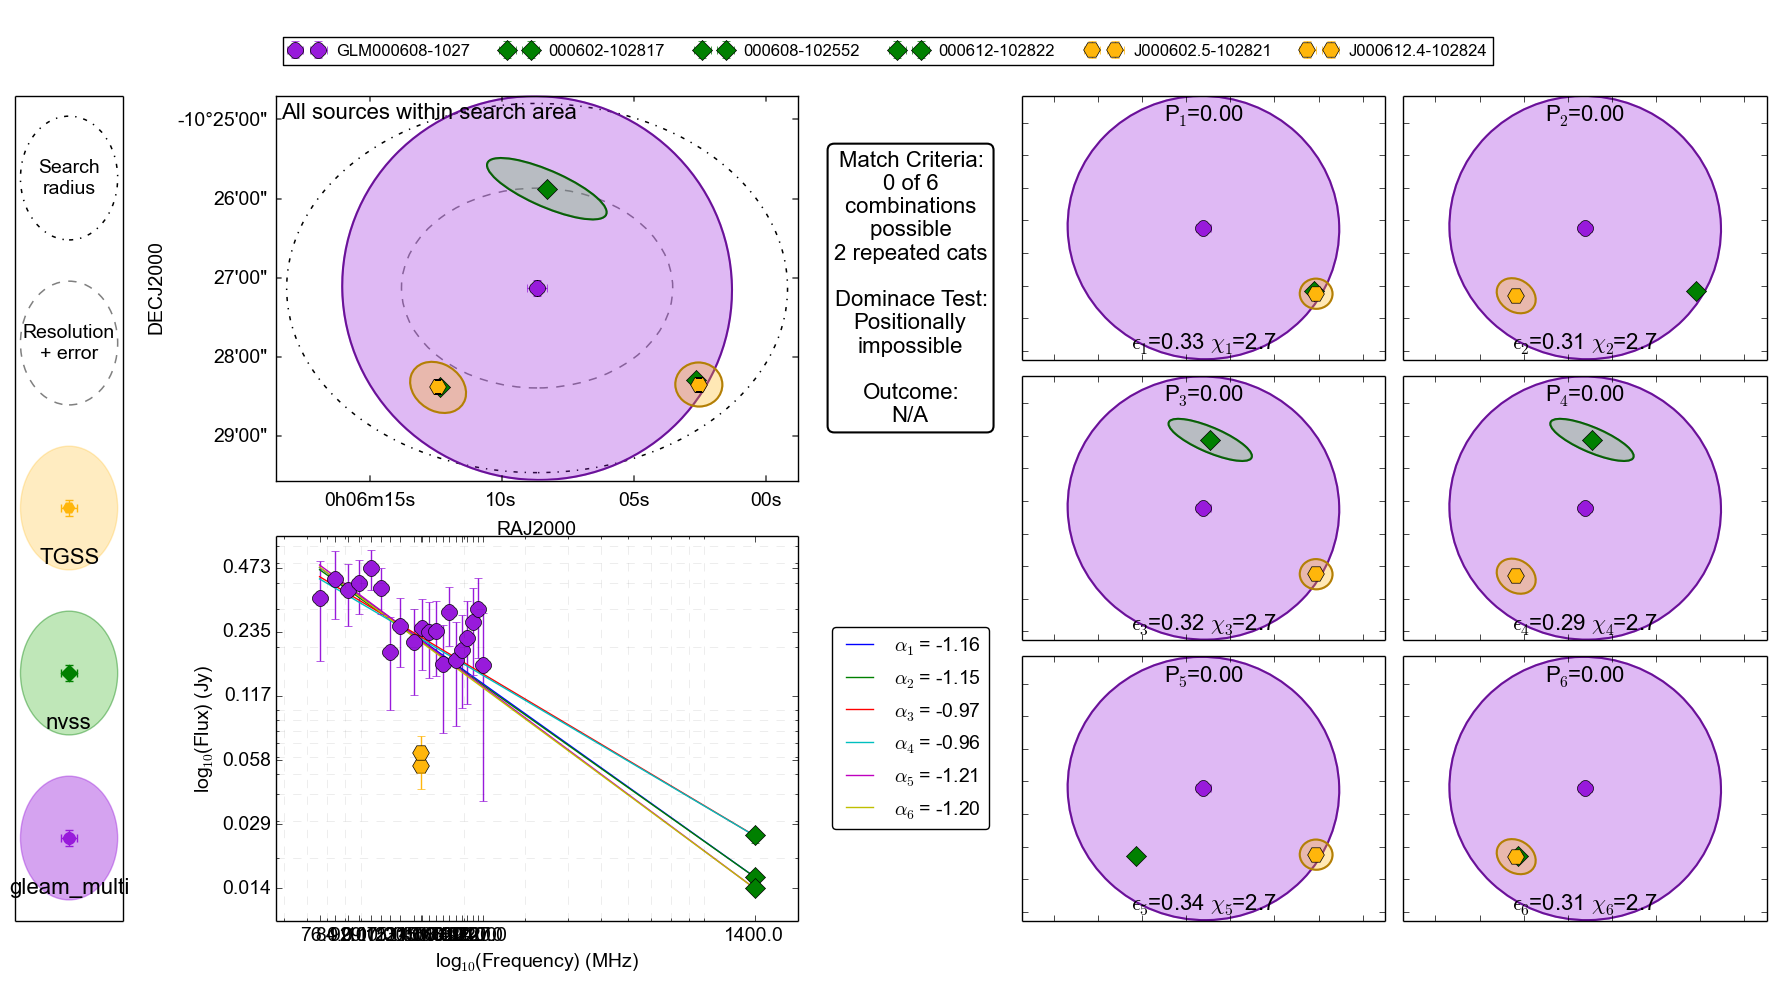 GLM000608-1027 000602-102817 000608-102552 000612-102822 J000602.5-102821 J000612.4-102824
Search
radius
Resolution
+ error
TGSS
nvss
gleam_multi
All sources within search area
DECJ2000
-10°25'00"
26'00"
27'00"
28'00"
29'00"
0h06m15s 10s 05s 00s
RAJ2000
Match Criteria:
0 of 6
combinations
possible
2 repeated cats
Dominace Test:
Positionally
impossible
Outcome:
N/A
log10(Flux) (Jy)
0.473
0.235
0.117
0.058
0.029
0.014
1400.0
log10(Frequency) (MHz)
α1 = -1.16
α2 = -1.15
α3 = -0.97
α4 = -0.96
α5 = -1.21
α6 = -1.20
P1=0.00
ϵ1=0.33 χ1=2.7
P2=0.00
ϵ2=0.31 χ2=2.7
P3=0.00
ϵ3=0.32 χ3=2.7
P4=0.00
ϵ4=0.29 χ4=2.7
P5=0.00
ϵ5=0.34 χ5=2.7
P6=0.00
ϵ6=0.31 χ6=2.7